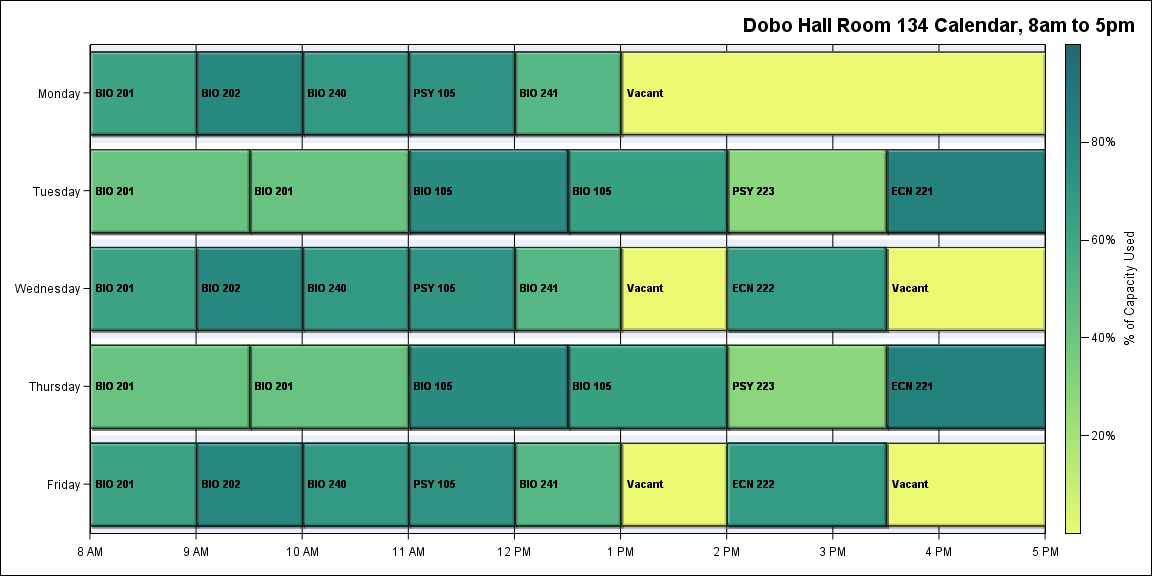 Dobo Hall Room 134 Calendar, 8am to 5pm
Monday
BIO 201
BIO 202
BIO 240
PSY 105
BIO 241
Vacant
Tuesday
BIO 201
BIO 201
BIO 105
BIO 105
PSY 223
ECN 221
Wednesday
BIO 201
BIO 202
BIO 240
PSY 105
BIO 241
Vacant
ECN 222
Vacant
Thursday
BIO 201
BIO 201
BIO 105
BIO 105
PSY 223
ECN 221
Friday
BIO 201
BIO 202
BIO 240
PSY 105
BIO 241
Vacant
ECN 222
Vacant
8 AM
9 AM
10 AM
11 AM
12 PM
1 PM
2 PM
3 PM
4 PM
5 PM
80%
60%
40%
20%
% of Capacity Used